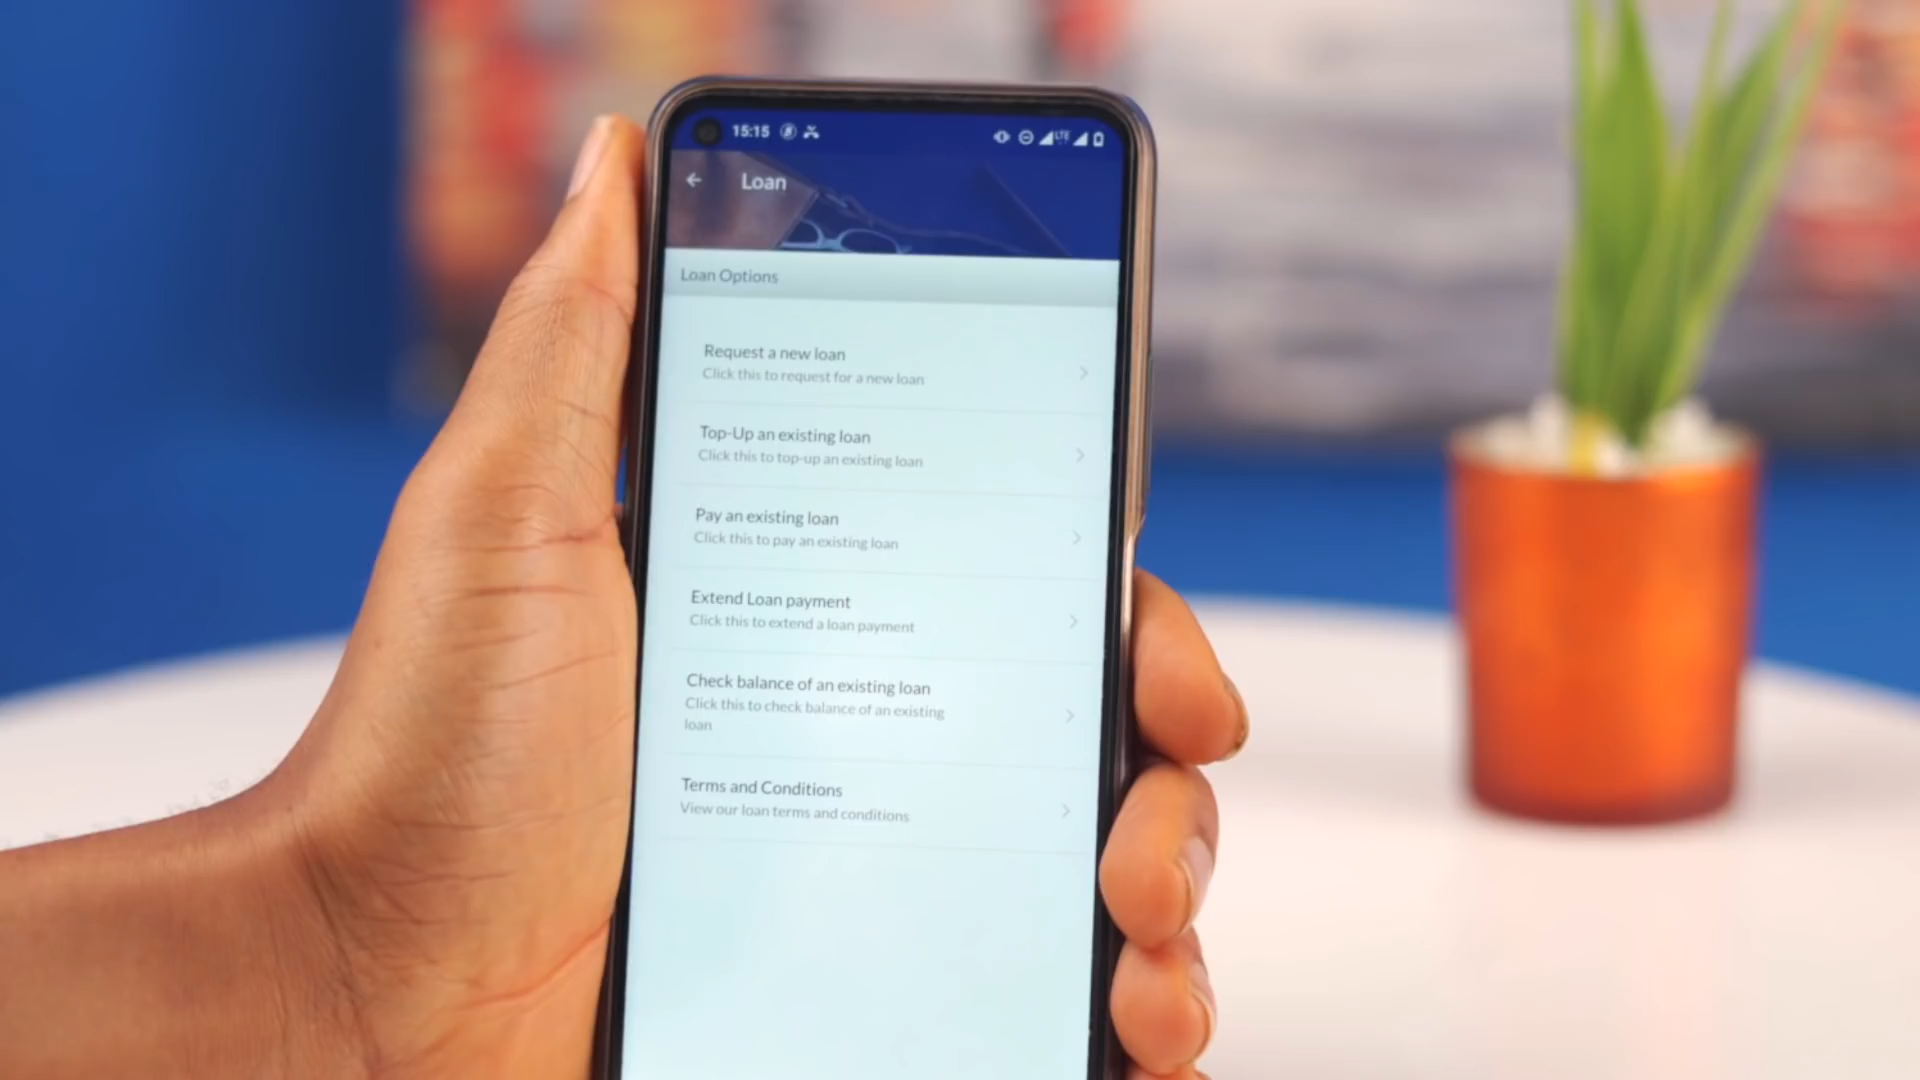 15:15
LTE
Loan
Loan Options
Request a new loan
Click this to request for a new loan
Top-Up an existing loan
Click this to top-up an existing loan
Pay an existing loan
Click this to pay an existing loan
Extend Loan payment
Click this to extend a loan payment
Check balance of an existing loan
Click this to check balance of an existing
loan
Terms and Conditions
View our loan terms and conditions